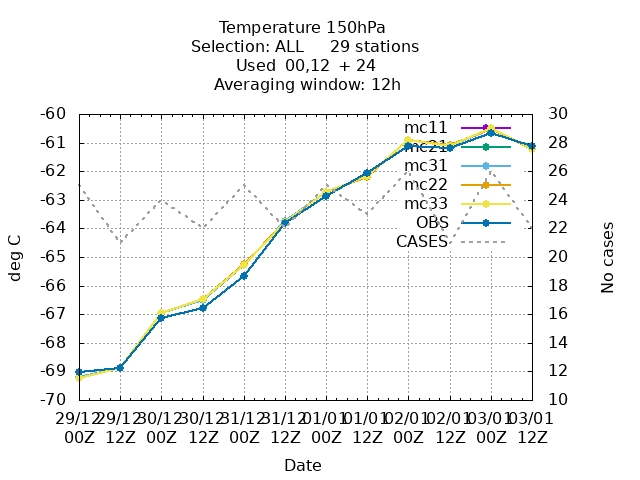 Temperature 150hPa
Selection: ALL 29 stations
Used 00,12 + 24
Averaging window: 12h
-60 30
-61 mc11 28
mc21
-62 mc31 26
mc22
-63 mc33 24
-64 OBS 22
CASES
-65 20
-66 18
-67 16
-68 14
-69 12
-70 10
deg C
No cases
29/12 29/12 30/12 30/12 31/12 31/12 01/01 01/01 02/01 02/01 03/01 03/01
00Z 12Z 00Z 12Z 00Z 12Z 00Z 12Z 00Z 12Z 00Z 12Z
Date